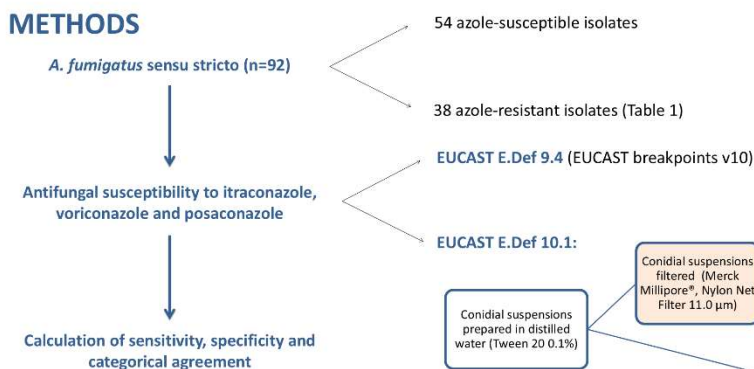 METHODS
A. fumigatus sensu stricto (n=92)
54 azole-susceptible isolates
38 azole-resistant isolates (Table 1)
Antifungal susceptibility to itraconazole,
voriconazole and posaconazole
EUCAST E.Def 9.4 (EUCAST breakpoints v10)
EUCAST E.Def 10.1:
Conidial suspensions
prepared in distilled
water (Tween 20 0.1%)
Conidial suspensions
filtered (Merck
Millipore®, Nylon Net
Filter 11.0 µm)
Calculation of sensitivity, specificity and
categorical agreement